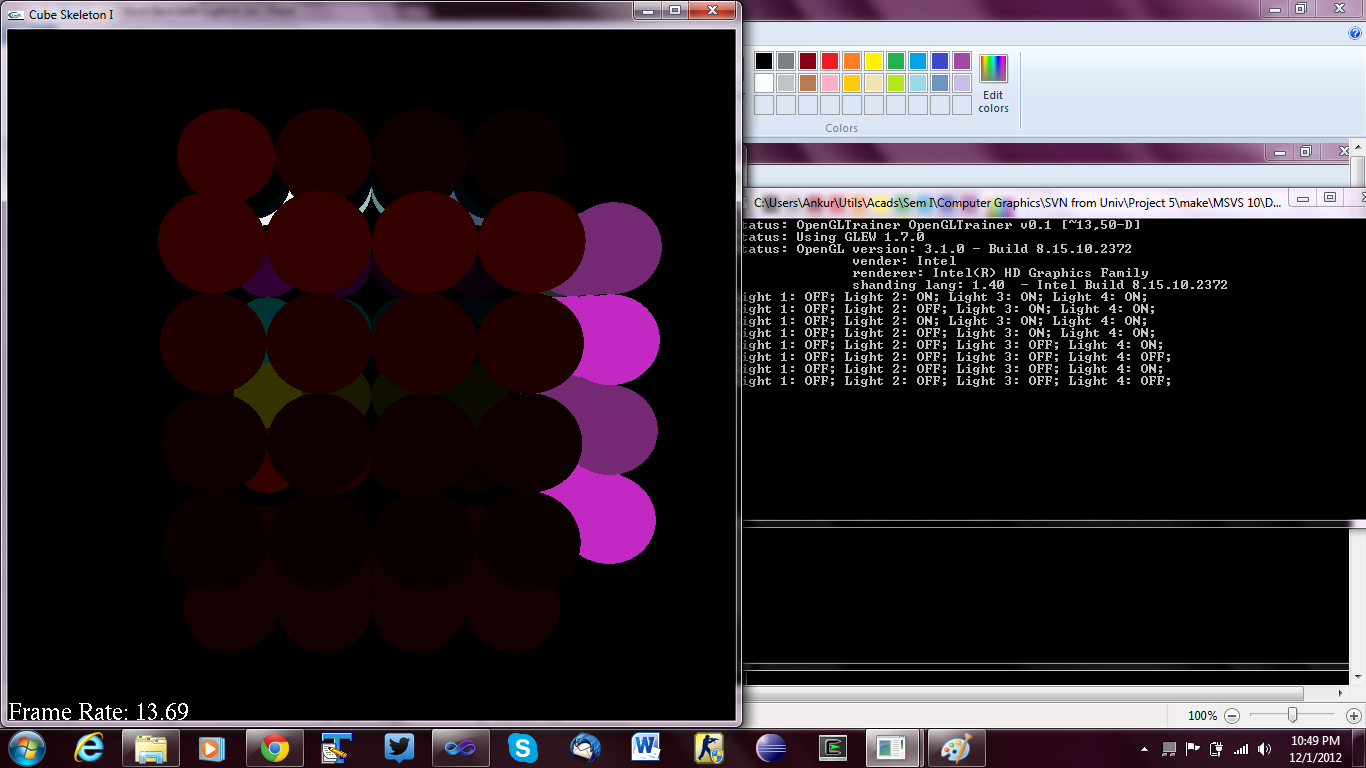 Cube Skeleton I
Frame Rate: 13.69
Edit
colors
Colors
C:\Users\Ankur\Utils\Acads\Sem I\Computer Graphics\SVN from Univ\Project 5\make\MSVS 10\D...
tatus: OpenGLTrainer OpenGLTrainer v0.1 [~13,50-D]
tatus: Using GLEW 1.7.0
tatus: OpenGL version: 3.1.0 - Build 8.15.10.2372
vender: Intel
renderer: Intel(R) HD Graphics Family
shanding lang: 1.40 - Intel Build 8.15.10.2372
ight 1: OFF; Light 2: ON; Light 3: ON; Light 4: ON;
ight 1: OFF; Light 2: OFF; Light 3: ON; Light 4: ON;
ight 1: OFF; Light 2: ON; Light 3: ON; Light 4: ON;
ight 1: OFF; Light 2: OFF; Light 3: ON; Light 4: ON;
ight 1: OFF; Light 2: OFF; Light 3: OFF; Light 4: ON;
ight 1: OFF; Light 2: OFF; Light 3: OFF; Light 4: OFF;
ight 1: OFF; Light 2: OFF; Light 3: OFF; Light 4: ON;
ight 1: OFF; Light 2: OFF; Light 3: OFF; Light 4: OFF;
100%
10:49 PM
12/1/2012